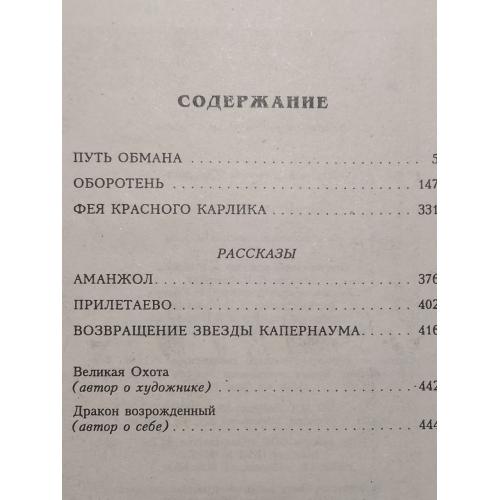 СОДЕРЖАНИЕ
ПУТЬ ОБМАНА . . . . . . . . . . . . . . . . . . . . . 5
ОБОРОТЕНЬ . . . . . . . . . . . . . . . . . . . . . . 147
ФЕЯ КРАСНОГО КАРЛИКА . . . . . . . . . . . . . 331
РАССКАЗЫ
АМАНЖОЛ. . . . . . . . . . . . . . . . . . . . . . . . 376
ПРИЛЕТАЕВО. . . . . . . . . . . . . . . . . . . . . . 402
ВОЗВРАЩЕНИЕ ЗВЕЗДЫ КАПЕРНАУМА. . . . . 416
Великая Охота
(автор о художнике) . . . . . . . . . . . . . . . . . 442
Дракон возрожденный
(автор о себе). . . . . . . . . . . . . . . . . . . . . . 444